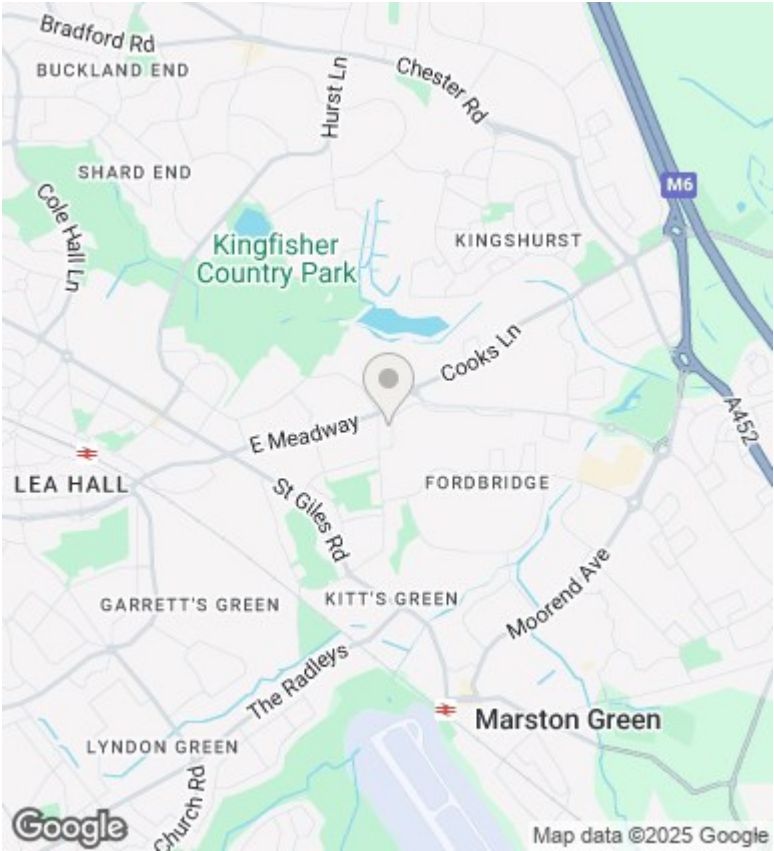 Bradford Rd
BUCKLAND END
Hurst Ln
Chester Rd
SHARD END
M6
Cole Hall Ln
Kingfisher
Country Park
KINGSHURST
Cooks Ln
A452
E Meadway
LEA HALL
St Giles Rd
FORDBRIDGE
GARRETT'S GREEN
KITT'S GREEN
Moorend Ave
The Radleys
Marston Green
LYNDON GREEN
Church Rd
Google
Map data ©2025 Google